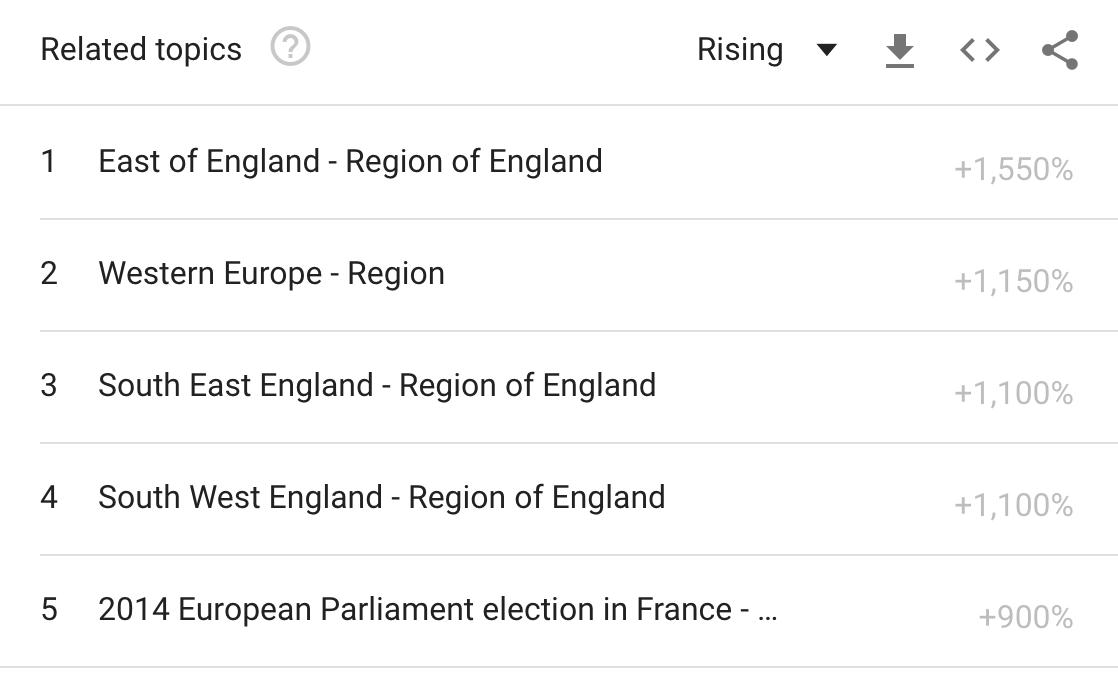 Related topics ? Rising
1 East of England - Region of England +1,550%
2 Western Europe - Region +1,150%
3 South East England - Region of England +1,100%
4 South West England - Region of England +1,100%
5 2014 European Parliament election in France - ... +900%